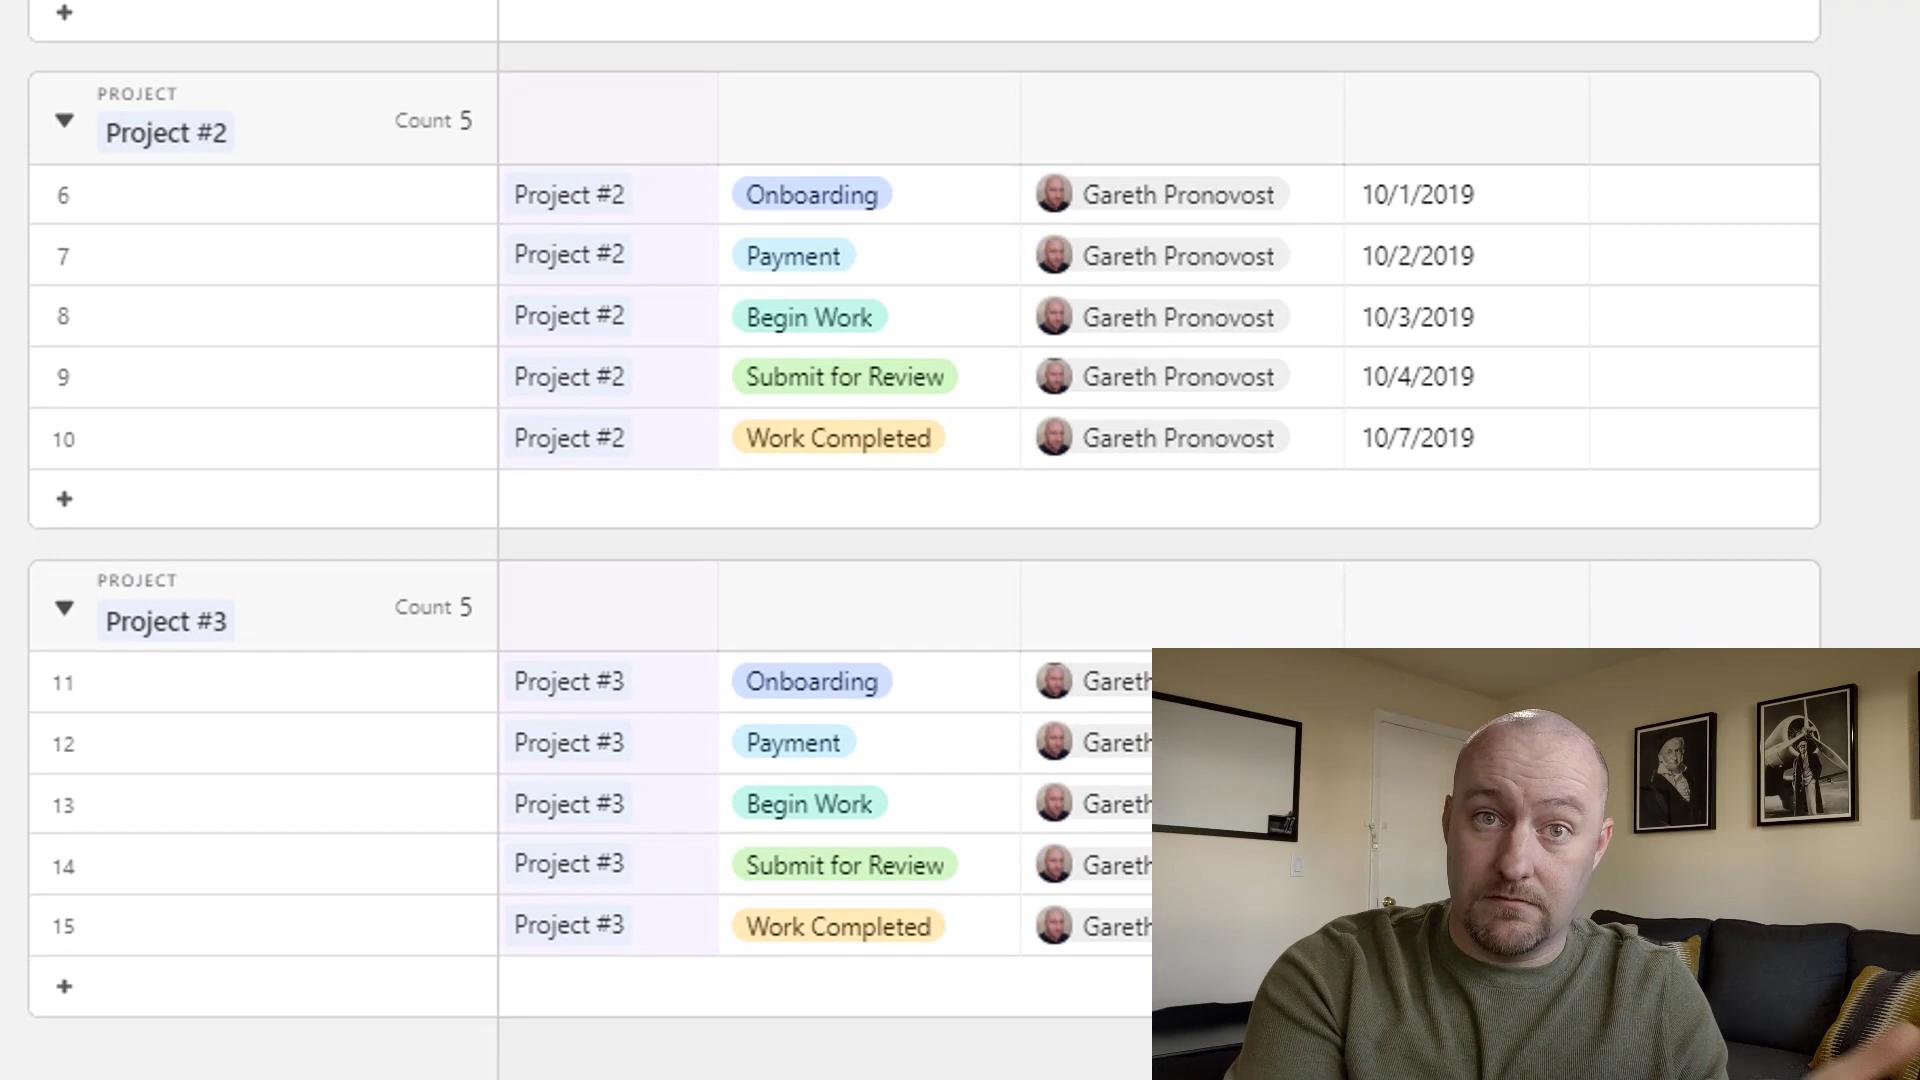 PROJECT
Project #2
Count 5
6 Project #2 Onboarding Gareth Pronovost 10/1/2019
7 Project #2 Payment Gareth Pronovost 10/2/2019
8 Project #2 Begin Work Gareth Pronovost 10/3/2019
9 Project #2 Submit for Review Gareth Pronovost 10/4/2019
10 Project #2 Work Completed Gareth Pronovost 10/7/2019
+
PROJECT
Project #3
Count 5
11 Project #3 Onboarding Gareth
12 Project #3 Payment Gareth
13 Project #3 Begin Work Gareth
14 Project #3 Submit for Review Gareth
15 Project #3 Work Completed Gareth
+